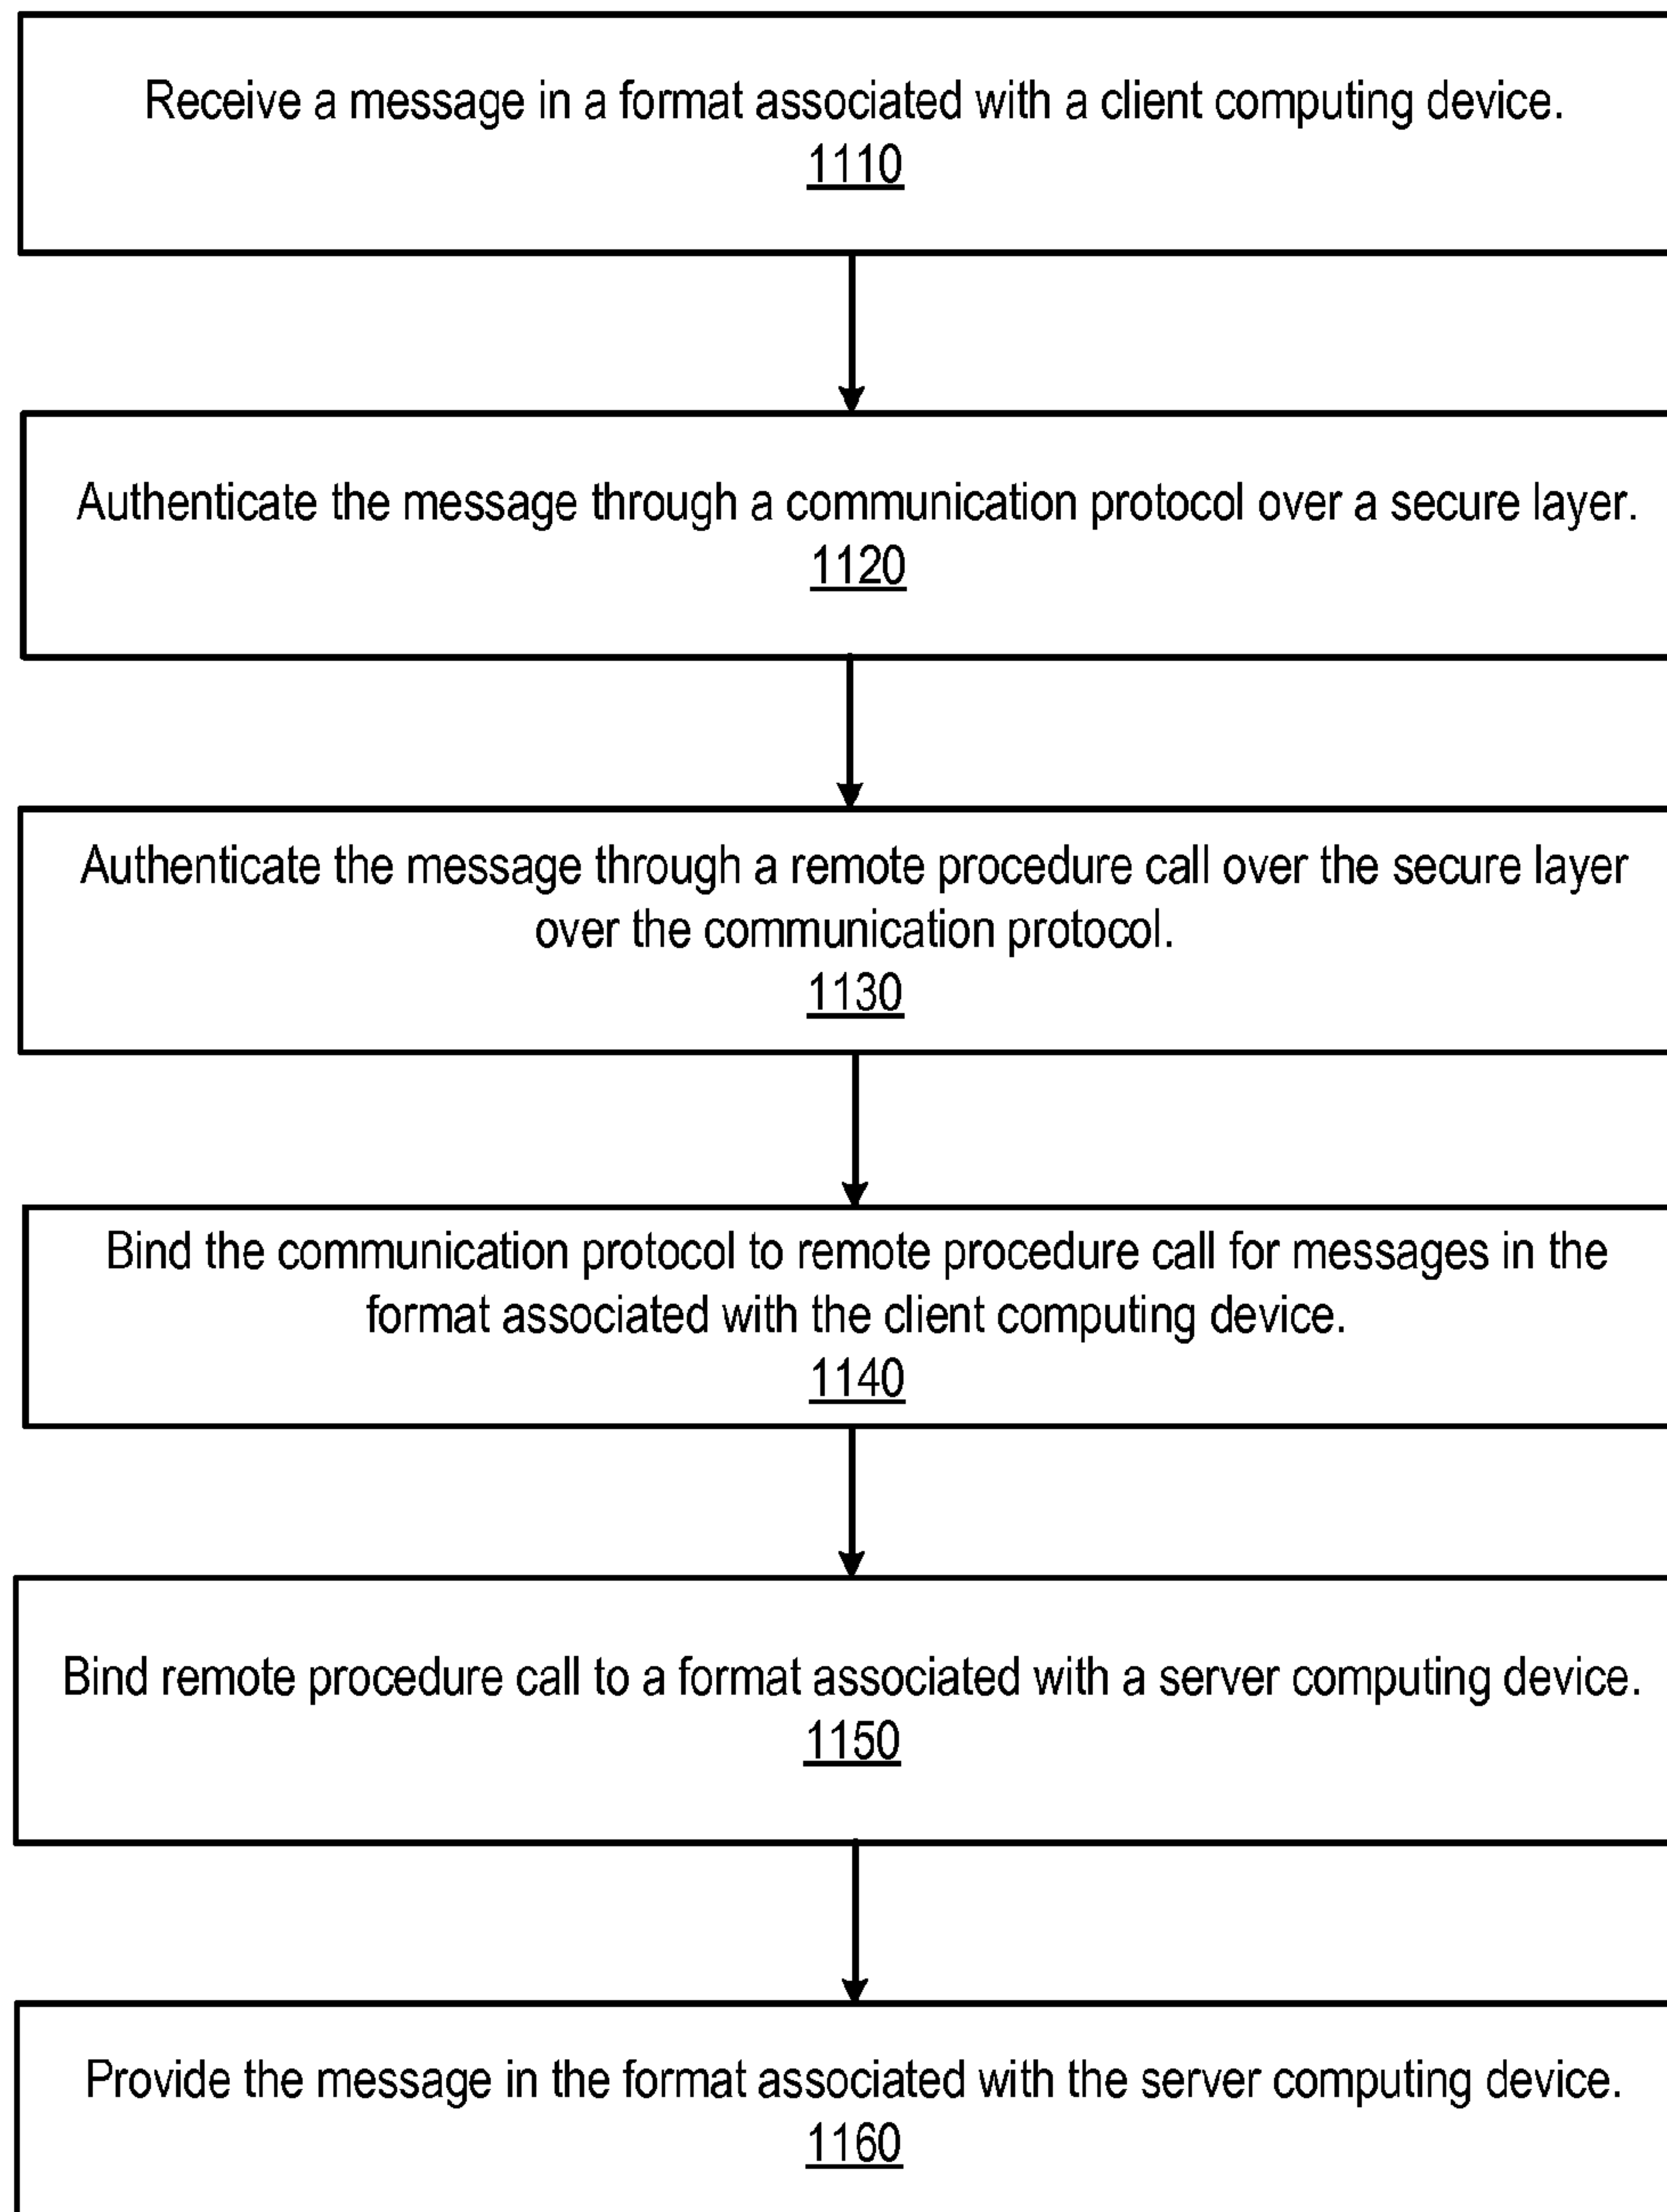 Receive a message in a format associated with a client computing device.
1110
Authenticate the message through a communication protocol over a secure layer.
1120
Authenticate the message through a remote procedure call over the secure layer
over the communication protocol.
1130
Bind the communication protocol to remote procedure call for messages in the
format associated with the client computing device.
1140
Bind remote procedure call to a format associated with a server computing device.
1150
Provide the message in the format associated with the server computing device.
1160